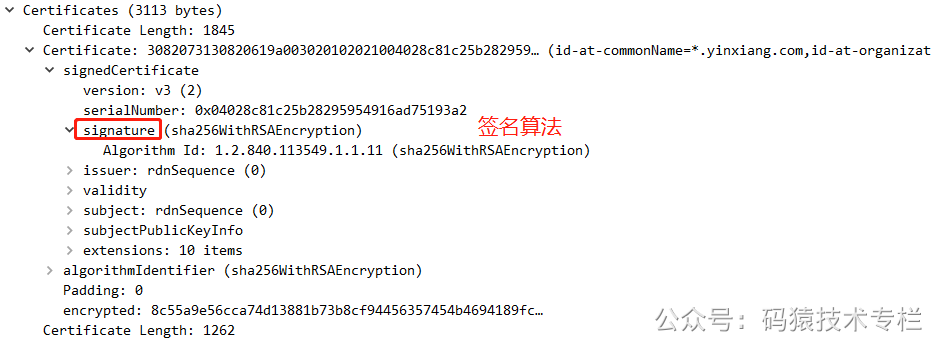 Certificates (3113 bytes)
Certificate Length: 1845
Certificate: 3082073130820619a003020102021004028c81c25b282959… (id-at-commonName=*.yinxiang.com,id-at-organizat
signedCertificate
version: v3 (2)
serialNumber: 0x04028c81c25b28295954916ad75193a2
signature (sha256WithRSAEncryption) 签名算法
Algorithm Id: 1.2.840.113549.1.1.11 (sha256WithRSAEncryption)
issuer: rdnSequence (0)
validity
subject: rdnSequence (0)
subjectPublicKeyInfo
extensions: 10 items
algorithmIdentifier (sha256WithRSAEncryption)
Padding: 0
encrypted: 8c55a9e56cca74d13881b73b8cf94456357454b4694189fc…
Certificate Length: 1262
公众号：码猿技术专栏